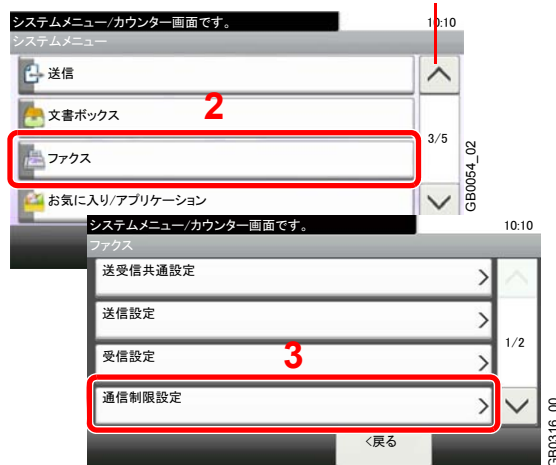 システムメニュー/カウンター画面です。
10:10
システムメニュー
送信
文書ボックス
2
ファクス
3/5
お気に入り/アプリケーション
GB0054_02
システムメニュー/カウンター画面です。
10:10
ファクス
送受信共通設定
送信設定
1/2
受信設定
3
通信制限設定
<戻る
GB0316_00